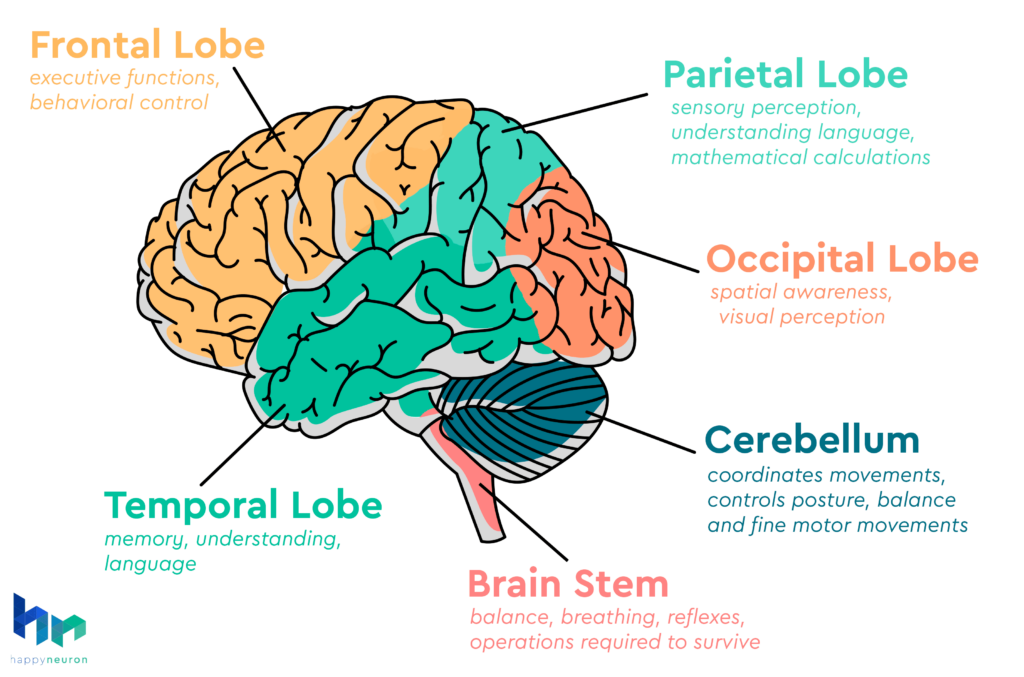 Frontal Lobe
executive functions,
behavioral control
Parietal Lobe
sensory perception,
understanding language,
mathematical calculations
Occipital Lobe
spatial awareness,
visual perception
Cerebellum
coordinates movements,
controls posture, balance
and fine motor movements
Temporal Lobe
memory, understanding,
language
Brain Stem
balance, breathing, reflexes,
operations required to survive
hn
happyneuron